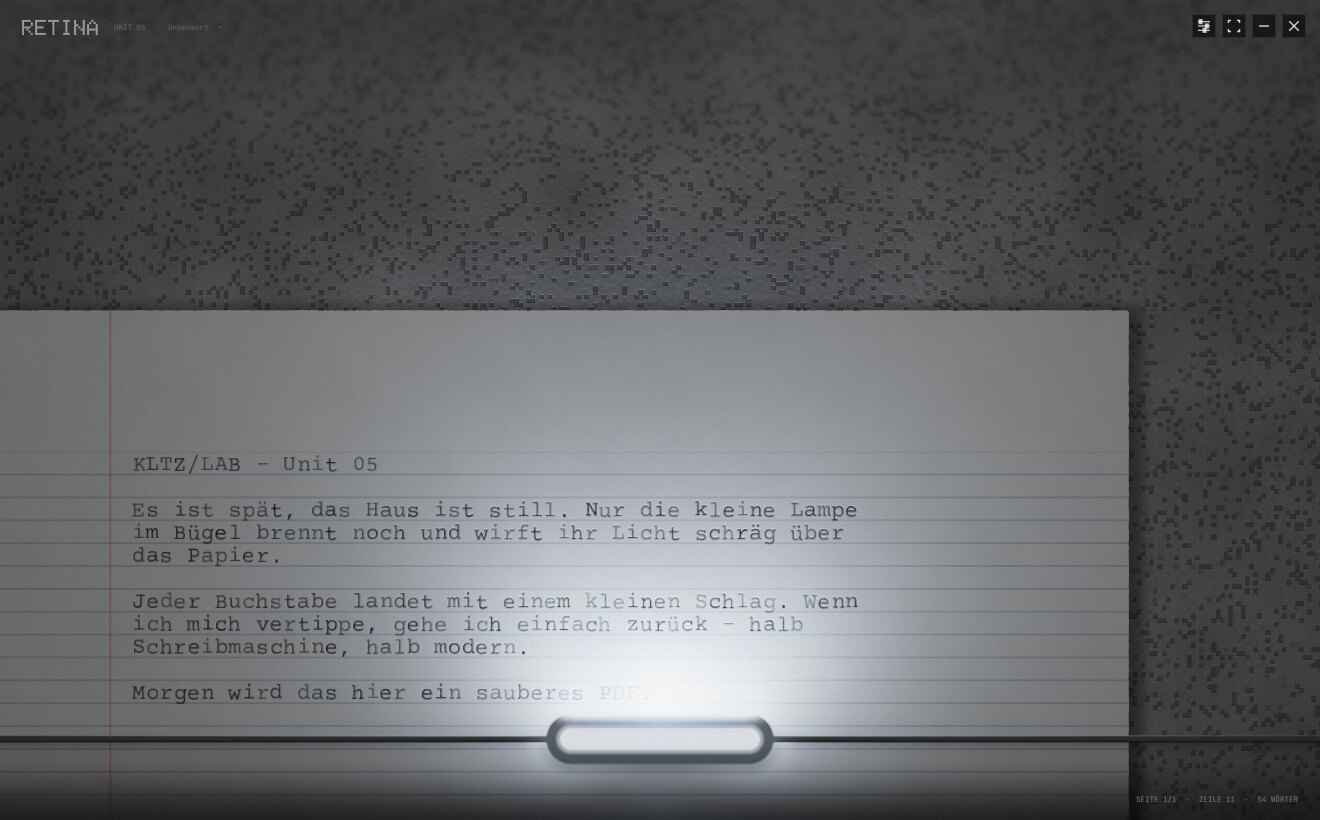 RETINA UNIT 05 · Unbenannt ·
KLTZ/LAB – Unit 05
Es ist spät, das Haus ist still. Nur die kleine Lampe
im Bügel brennt noch und wirft ihr Licht schräg über
das Papier.
Jeder Buchstabe landet mit einem kleinen Schlag. Wenn
ich mich vertippe, gehe ich einfach zurück – halb
Schreibmaschine, halb modern.
Morgen wird das hier ein sauberes PDF.
SEITE 1/1 · ZEILE 11 · 54 WÖRTER